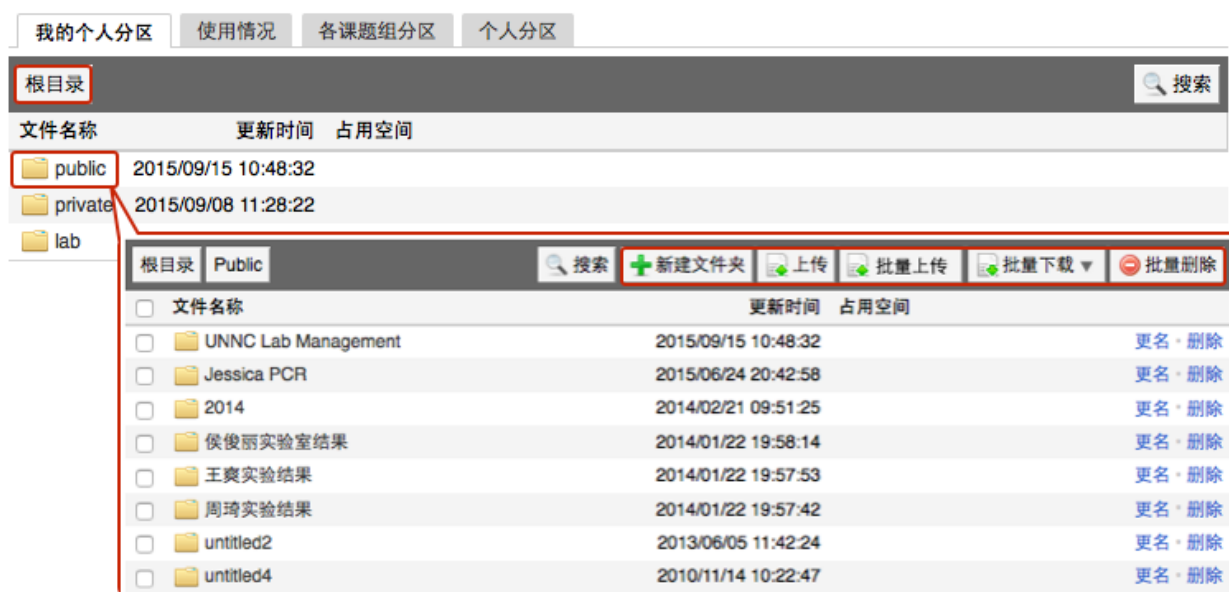 我的个人分区 使用情况 各课题组分区 个人分区
根目录 搜索
文件名称 更新时间 占用空间
public 2015/09/15 10:48:32
private 2015/09/08 11:28:22
lab
根目录 Public 搜索 新建文件夹 上传 批量上传 批量下载 批量删除
文件名称 更新时间 占用空间
UNNC Lab Management 2015/09/15 10:48:32 更名 · 删除
Jessica PCR 2015/06/24 20:42:58 更名 · 删除
2014 2014/02/21 09:51:25 更名 · 删除
侯俊丽实验室结果 2014/01/22 19:58:14 更名 · 删除
王爽实验结果 2014/01/22 19:57:53 更名 · 删除
周琦实验结果 2014/01/22 19:57:42 更名 · 删除
untitled2 2013/06/05 11:42:24 更名 · 删除
untitled4 2010/11/14 10:22:47 更名 · 删除